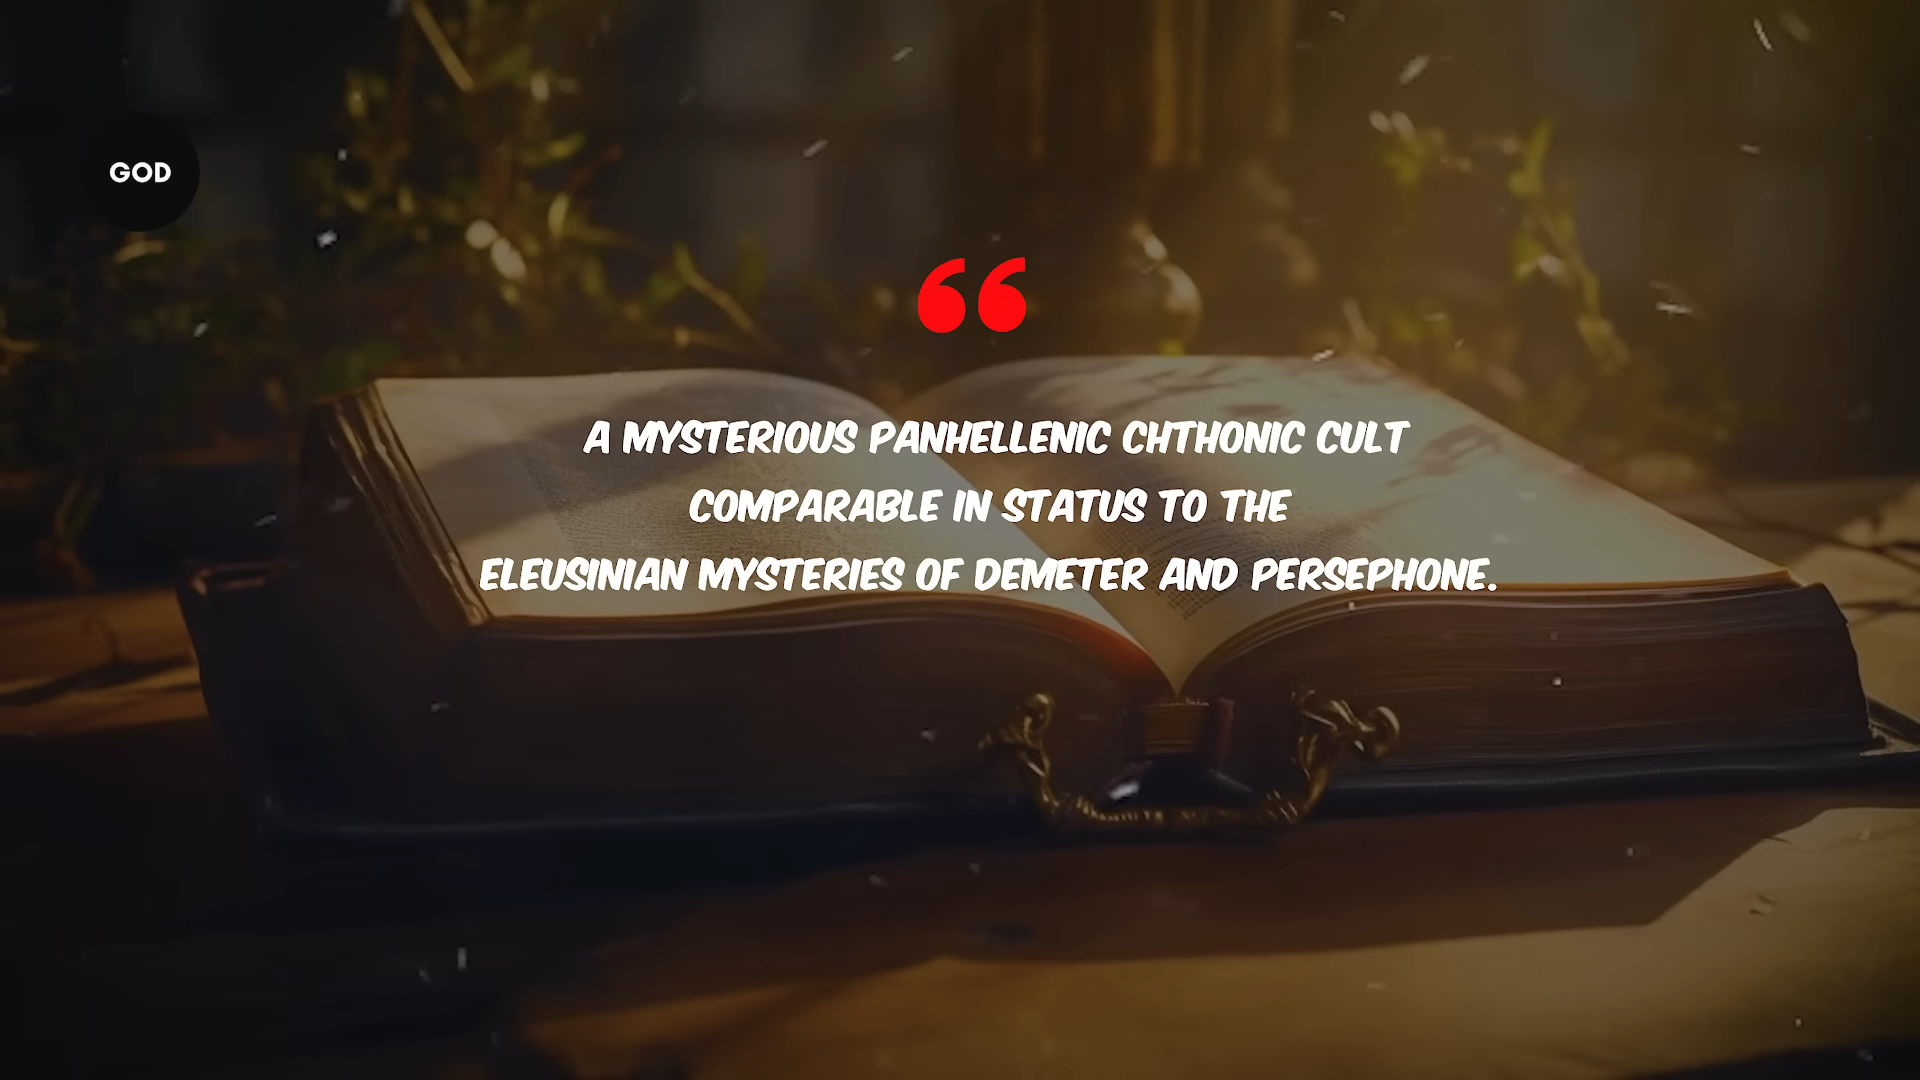 GOD
“
A MYSTERIOUS PANHELLENIC CHTHONIC CULT
COMPARABLE IN STATUS TO THE
ELEUSINIAN MYSTERIES OF DEMETER AND PERSEPHONE.